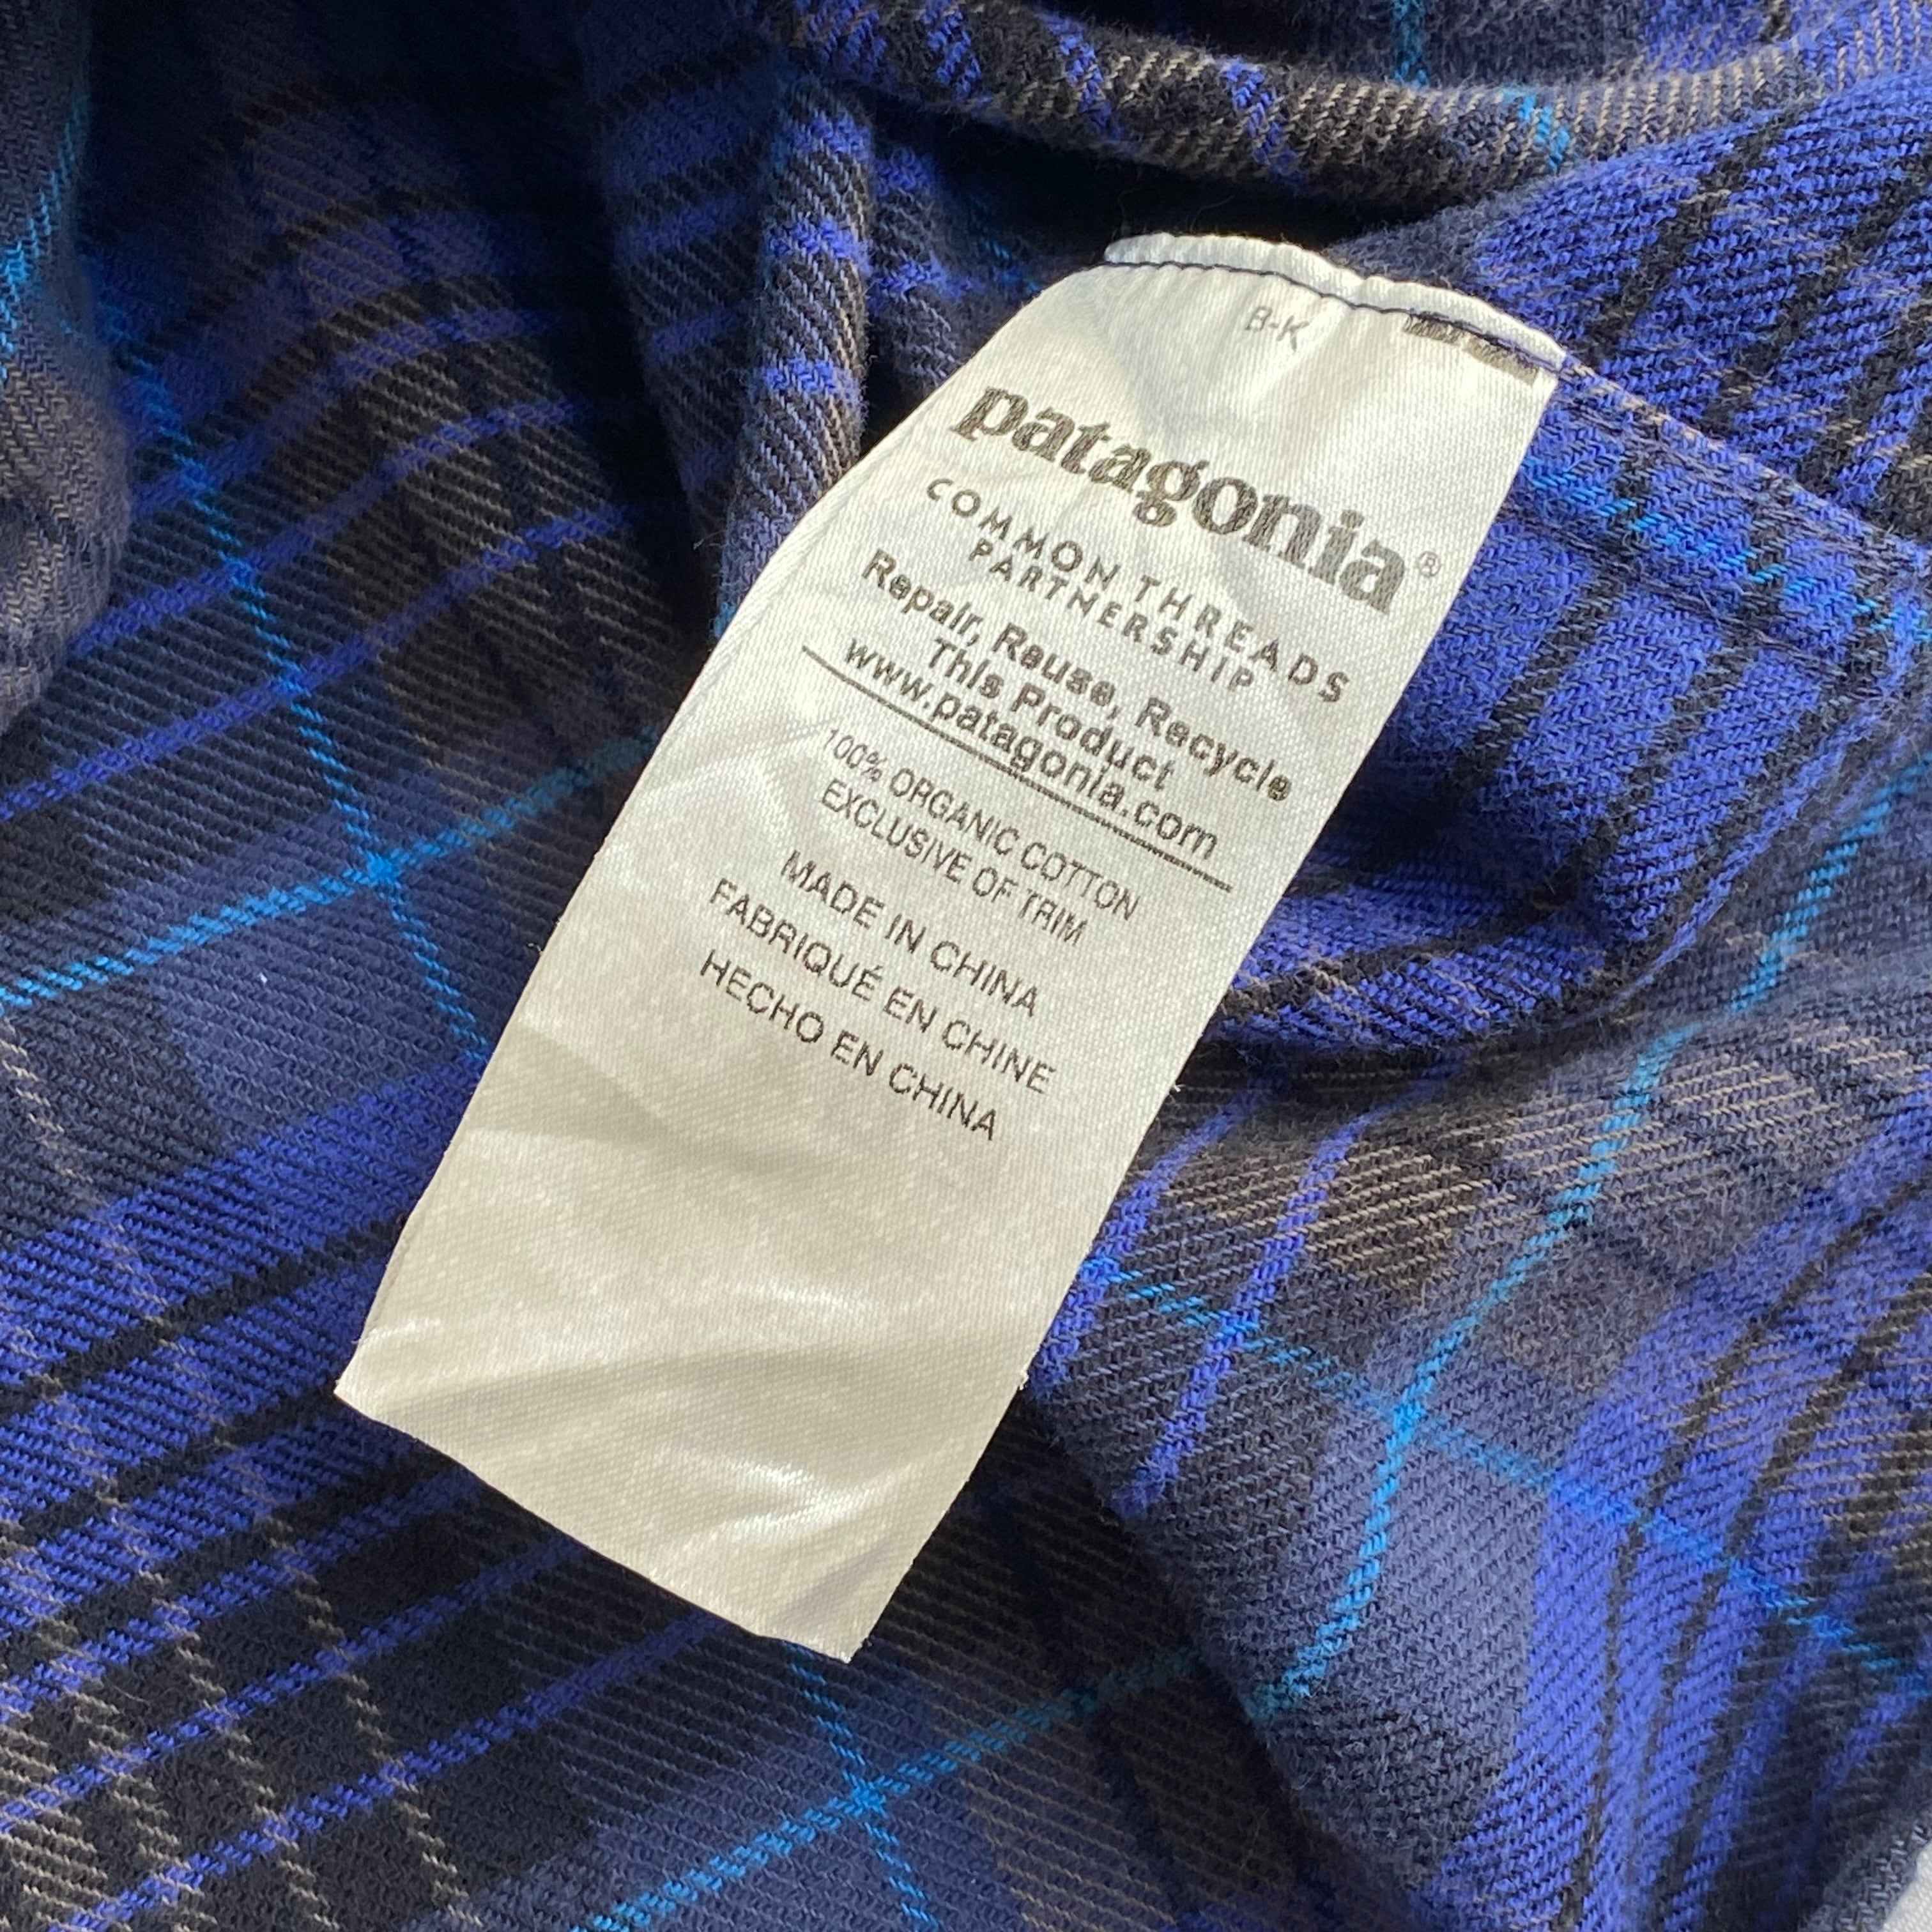 B-K
patagonia®
COMMON THREADS
PARTNERSHIP
Repair, Reuse, Recycle
This Product
www.patagonia.com
100% ORGANIC COTTON
EXCLUSIVE OF TRIM
MADE IN CHINA
FABRIQUÉ EN CHINE
HECHO EN CHINA